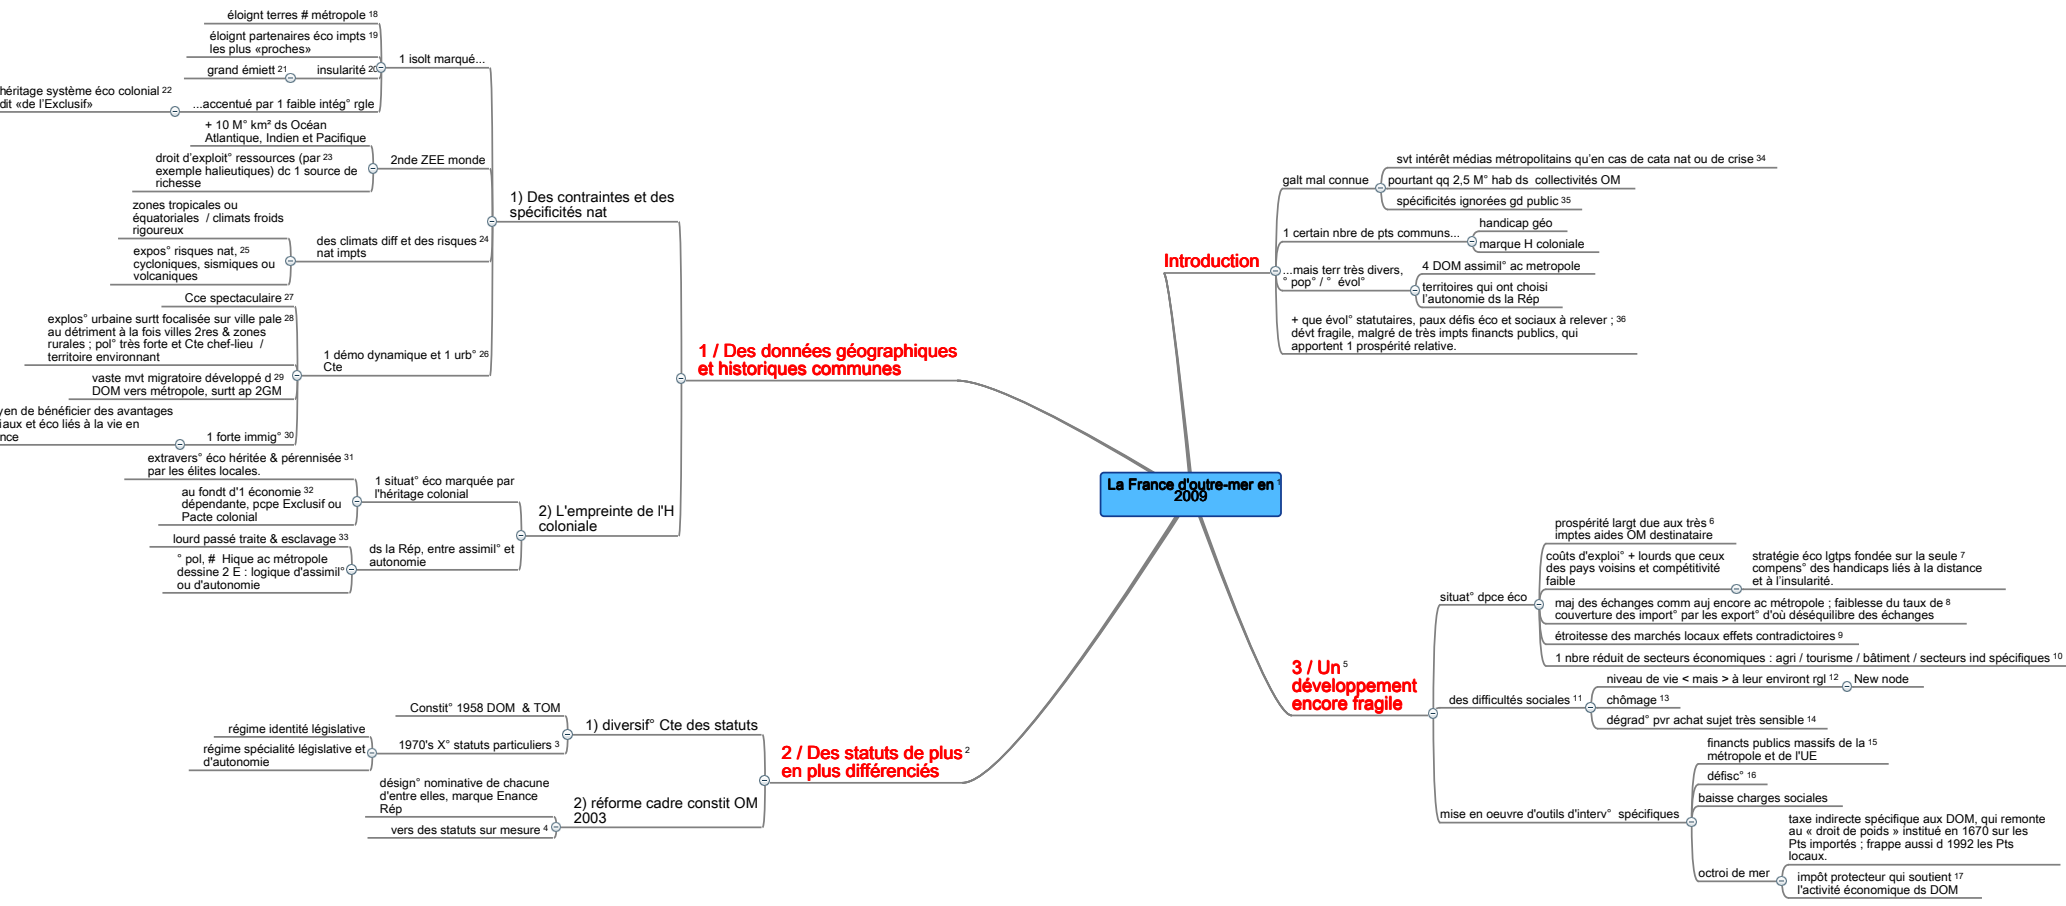 La France d'outre-mer en 1
2009
Introduction
galt mal connue
svt intérêt médias métropolitains qu'en cas de cata nat ou de crise 34
pourtant qq 2,5 M° hab ds  collectivités OM
spécificités ignorées gd public 35
1 certain nbre de pts communs...
handicap géo
marque H coloniale
...mais terr très divers,
° pop° / °  évol°
4 DOM assimil° ac metropole
territoires qui ont choisi
l'autonomie ds la Rép
+ que évol° statutaires, paux défis éco et sociaux à relever ; 36
dévt fragile, malgré de très impts financts publics, qui
apportent 1 prospérité relative.
1 / Des données géographiques
et historiques communes
1) Des contraintes et des
spécificités nat
1 isolt marqué...
éloignt terres # métropole 18
éloignt partenaires éco impts 19
les plus «proches»
insularité 20
grand émiett 21
...accentué par 1 faible intég° rgle
héritage système éco colonial 22
dit «de l'Exclusif»
2nde ZEE monde
+ 10 M° km² ds Océan
Atlantique, Indien et Pacifique
droit d'exploit° ressources (par 23
exemple halieutiques) dc 1 source de
richesse
des climats diff et des risques 24
nat impts
zones tropicales ou
équatoriales  / climats froids
rigoureux
expos° risques nat, 25
cycloniques, sismiques ou
volcaniques
1 démo dynamique et 1 urb° 26
Cte
Cce spectaculaire 27
explos° urbaine surtt focalisée sur ville pale 28
au détriment à la fois villes 2res & zones
rurales ; pol° très forte et Cte chef-lieu  /
territoire environnant
vaste mvt migratoire développé d 29
DOM vers métropole, surtt ap 2GM
1 forte immig° 30
yen de bénéficier des avantages
iaux et éco liés à la vie en
nce
2) L'empreinte de l'H
coloniale
1 situat° éco marquée par
l'héritage colonial
extravers° éco héritée & pérennisée 31
par les élites locales.
au fondt d'1 économie 32
dépendante, pcpe Exclusif ou
Pacte colonial
ds la Rép, entre assimil° et
autonomie
lourd passé traite & esclavage 33
° pol, #  Hique ac métropole
dessine 2 E : logique d'assimil°
ou d'autonomie
2 / Des statuts de plus 2
en plus différenciés
1) diversif° Cte des statuts
Constit° 1958 DOM  & TOM
1970's X° statuts particuliers 3
régime identité législative
régime spécialité législative et
d'autonomie
2) réforme cadre constit OM
2003
désign° nominative de chacune
d'entre elles, marque Enance
Rép
vers des statuts sur mesure 4
3 / Un 5
développement
encore fragile
situat° dpce éco
prospérité largt due aux très 6
imptes aides OM destinataire
coûts d'exploi° + lourds que ceux
des pays voisins et compétitivité
faible
stratégie éco lgtps fondée sur la seule 7
compens° des handicaps liés à la distance
et à l'insularité.
maj des échanges comm auj encore ac métropole ; faiblesse du taux de 8
couverture des import° par les export° d'où déséquilibre des échanges
étroitesse des marchés locaux effets contradictoires 9
1 nbre réduit de secteurs économiques : agri / tourisme / bâtiment / secteurs ind spécifiques 10
des difficultés sociales 11
niveau de vie < mais > à leur environt rgl 12
New node
chômage 13
dégrad° pvr achat sujet très sensible 14
mise en oeuvre d'outils d'interv°  spécifiques
financts publics massifs de la 15
métropole et de l'UE
défisc° 16
baisse charges sociales
octroi de mer
taxe indirecte spécifique aux DOM, qui remonte
au « droit de poids » institué en 1670 sur les
Pts importés ; frappe aussi d 1992 les Pts
locaux.
impôt protecteur qui soutient 17
l'activité économique ds DOM